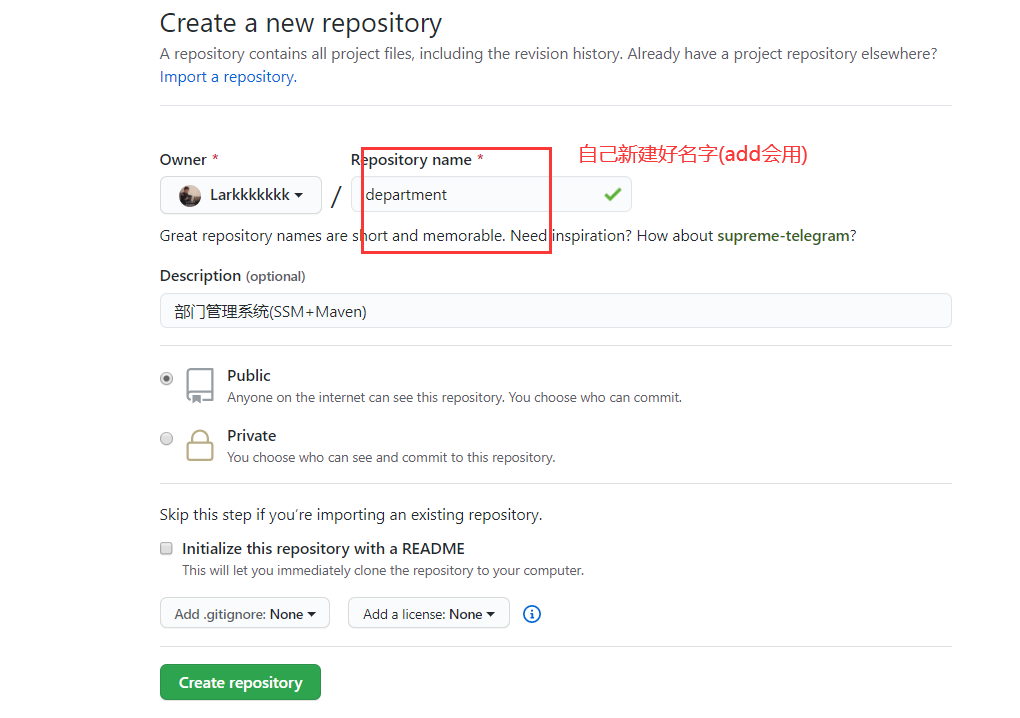 Create a new repository
A repository contains all project files, including the revision history. Already have a project repository elsewhere?
Import a repository.
Owner *
Repository name *
自己新建好名字(add会用)
Larkkkkkkk
/
department
Great repository names are short and memorable. Need inspiration? How about supreme-telegram?
Description (optional)
部门管理系统(SSM+Maven)
Public
Anyone on the internet can see this repository. You choose who can commit.
Private
You choose who can see and commit to this repository.
Skip this step if you’re importing an existing repository.
Initialize this repository with a README
This will let you immediately clone the repository to your computer.
Add .gitignore: None
Add a license: None
Create repository